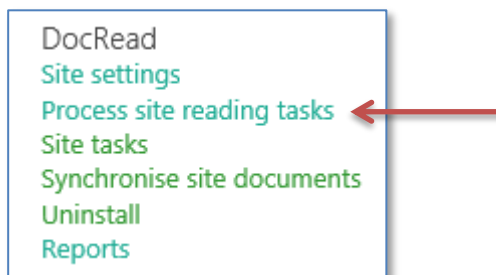 DocRead
Site settings
Process site reading tasks
Site tasks
Synchronise site documents
Uninstall
Reports